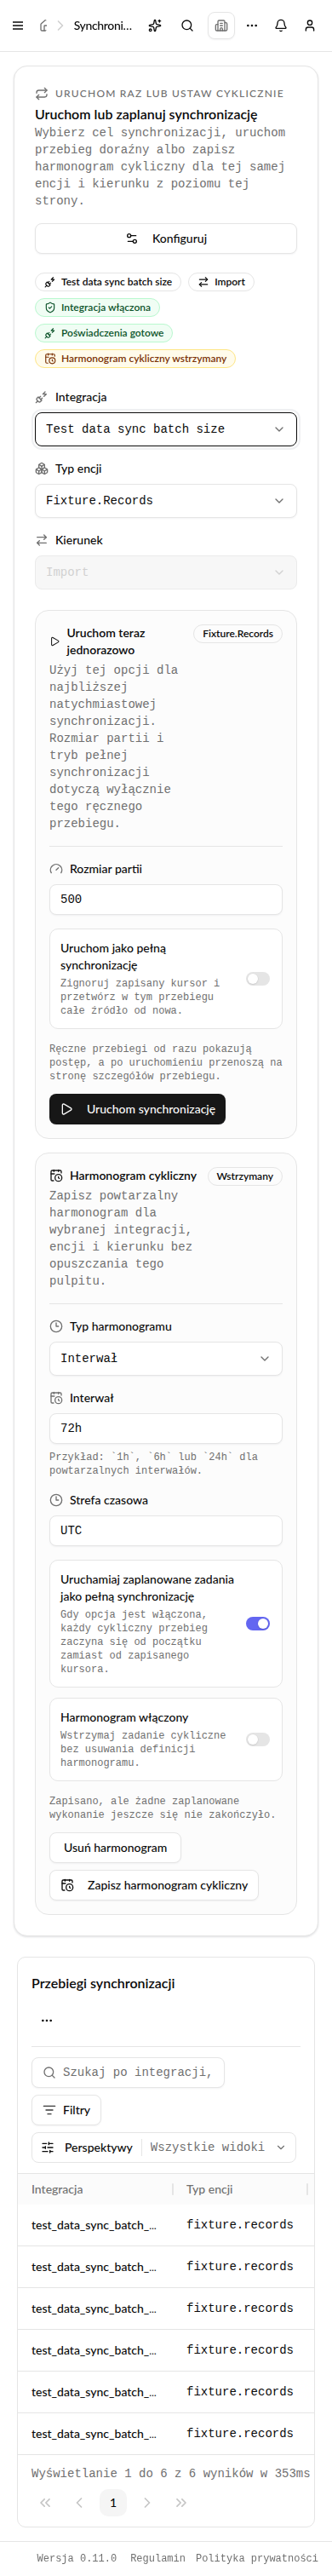 Synchroni...
URUCHOM RAZ LUB USTAW CYKLICZNIE
Uruchom lub zaplanuj synchronizację
Wybierz cel synchronizacji, uruchom
przebieg doraźny albo zapisz
harmonogram cykliczny dla tej samej
encji i kierunku z poziomu tej
strony.
Konfiguruj
Test data sync batch size
Import
Integracja włączona
Poświadczenia gotowe
Harmonogram cykliczny wstrzymany
Integracja
Test data sync batch size
Typ encji
Fixture.Records
Kierunek
Import
Uruchom teraz
jednorazowo
Fixture.Records
Użyj tej opcji dla
najbliższej
natychmiastowej
synchronizacji.
Rozmiar partii i
tryb pełnej
synchronizacji
dotyczą wyłącznie
tego ręcznego
przebiegu.
Rozmiar partii
500
Uruchom jako pełną
synchronizację
Zignoruj zapisany kursor i
przetwórz w tym przebiegu
całe źródło od nowa.
Ręczne przebiegi od razu pokazują
postęp, a po uruchomieniu przenoszą na
stronę szczegółów przebiegu.
Uruchom synchronizację
Harmonogram cykliczny
Wstrzymany
Zapisz powtarzalny
harmonogram dla
wybranej integracji,
encji i kierunku bez
opuszczania tego
pulpitu.
Typ harmonogramu
Interwał
Interwał
72h
Przykład: `1h`, `6h` lub `24h` dla
powtarzalnych interwałów.
Strefa czasowa
UTC
Uruchamiaj zaplanowane zadania
jako pełną synchronizację
Gdy opcja jest włączona,
każdy cykliczny przebieg
zaczyna się od początku
zamiast od zapisanego
kursora.
Harmonogram włączony
Wstrzymaj zadanie cykliczne
bez usuwania definicji
harmonogramu.
Zapisano, ale żadne zaplanowane
wykonanie jeszcze się nie zakończyło.
Usuń harmonogram
Zapisz harmonogram cykliczny
Przebiegi synchronizacji
Szukaj po integracji,
Filtry
Perspektywy
Wszystkie widoki
Integracja Typ encji
test_data_sync_batch_... fixture.records
test_data_sync_batch_... fixture.records
test_data_sync_batch_... fixture.records
test_data_sync_batch_... fixture.records
test_data_sync_batch_... fixture.records
test_data_sync_batch_... fixture.records
Wyświetlanie 1 do 6 z 6 wyników w 353ms
1
Wersja 0.11.0 Regulamin Polityka prywatności